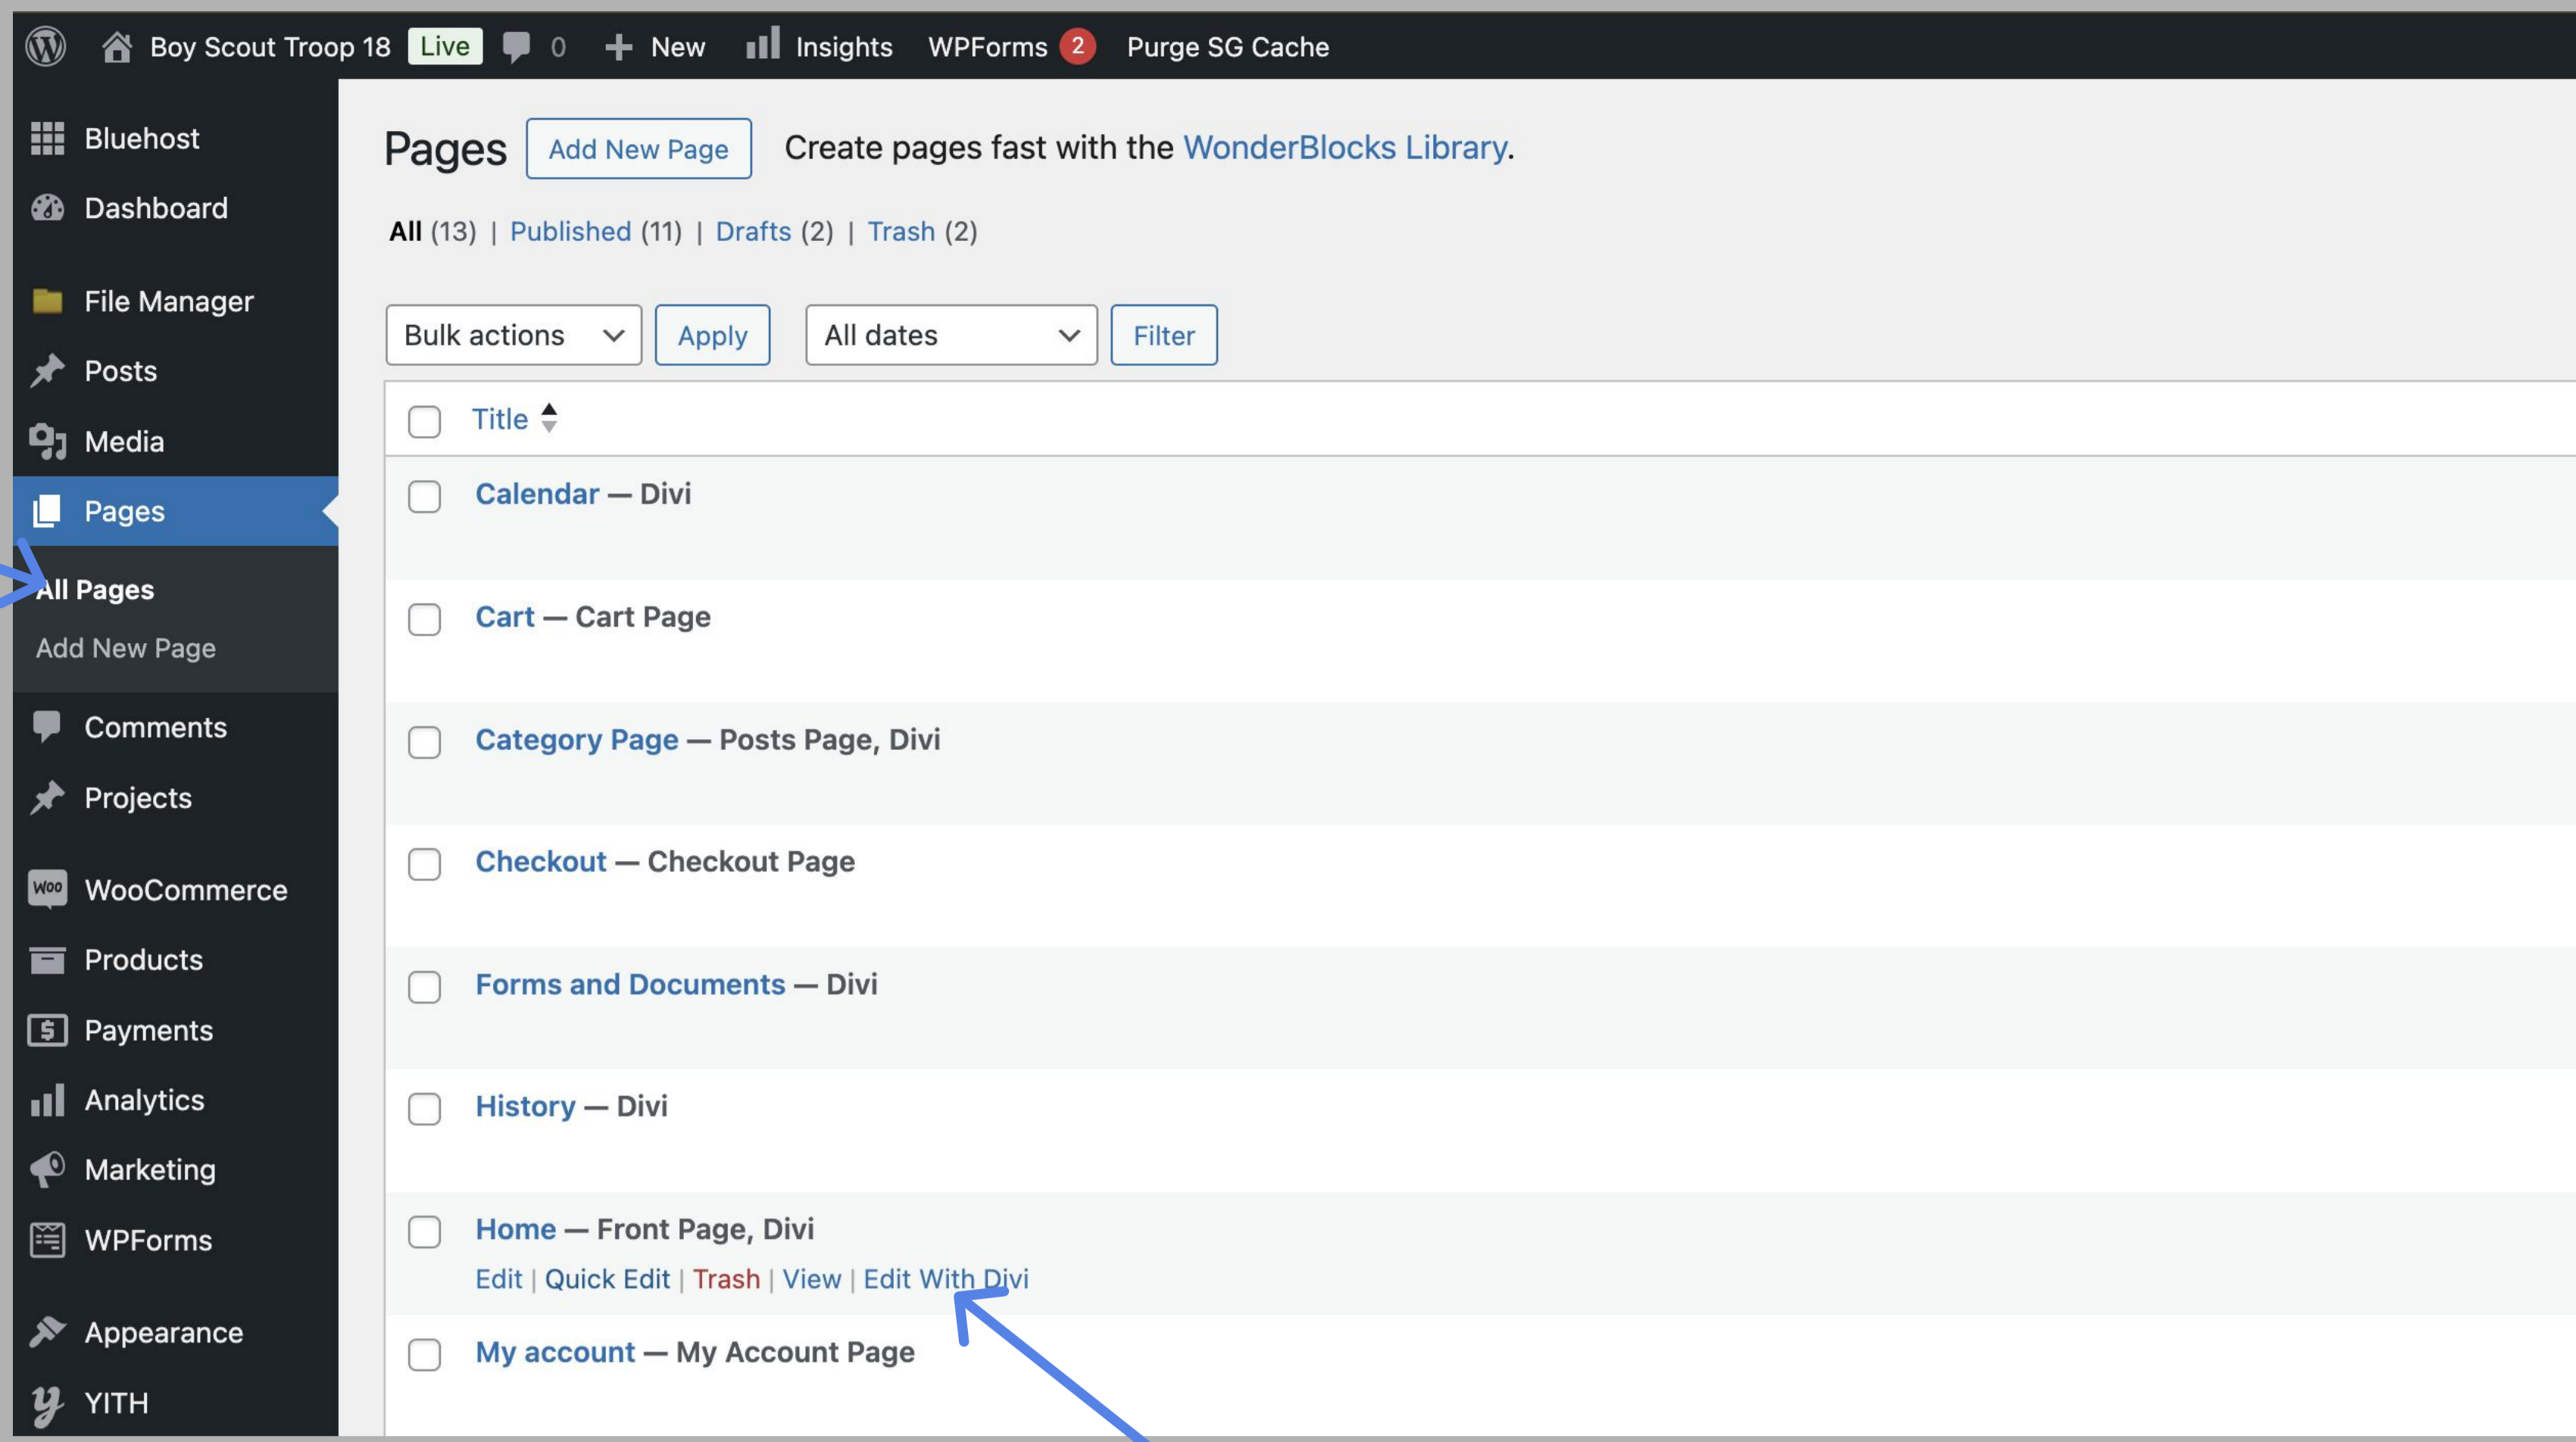 Boy Scout Troop 18 Live 0 + New Insights WPForms 2 Purge SG Cache
Bluehost
Dashboard
File Manager
Posts
Media
Pages
All Pages
Add New Page
Comments
Projects
Woo WooCommerce
Products
Payments
Analytics
Marketing
WPForms
Appearance
YITH
Pages Add New Page Create pages fast with the WonderBlocks Library.
All (13) | Published (11) | Drafts (2) | Trash (2)
Bulk actions Apply All dates Filter
Title
Calendar — Divi
Cart — Cart Page
Category Page — Posts Page, Divi
Checkout — Checkout Page
Forms and Documents — Divi
History — Divi
Home — Front Page, Divi
Edit | Quick Edit | Trash | View | Edit With Divi
My account — My Account Page